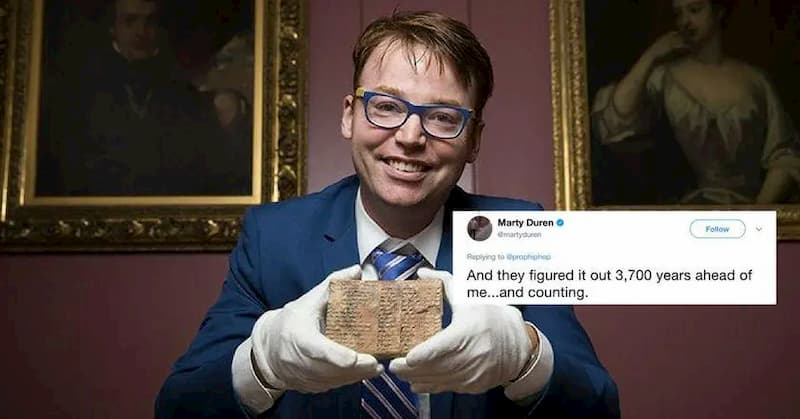 Marty Duren
@martyduren
Follow
Replying to @prophiphop
And they figured it out 3,700 years ahead of
me...and counting.